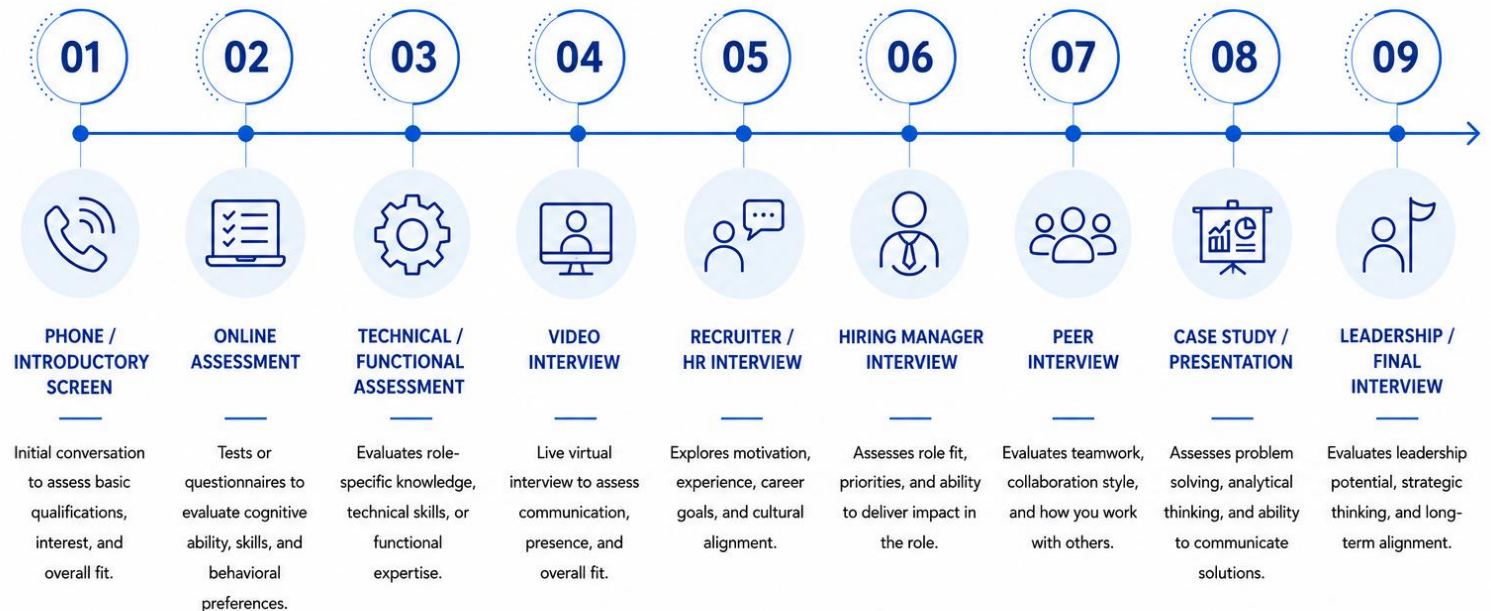 01
02
03
04
05
06
07
08
09
PHONE /
INTRODUCTORY
SCREEN
Initial conversation
to assess basic
qualifications,
interest, and
overall fit.
ONLINE
ASSESSMENT
Tests or
questionnaires to
evaluate cognitive
ability, skills, and
behavioral
preferences.
TECHNICAL /
FUNCTIONAL
ASSESSMENT
Evaluates role-
specific knowledge,
technical skills, or
functional
expertise.
VIDEO
INTERVIEW
Live virtual
interview to assess
communication,
presence, and
overall fit.
RECRUITER /
HR INTERVIEW
Explores motivation,
experience, career
goals, and cultural
alignment.
HIRING MANAGER
INTERVIEW
Assesses role fit,
priorities, and ability
to deliver impact in
the role.
PEER
INTERVIEW
Evaluates teamwork,
collaboration style,
and how you work
with others.
CASE STUDY /
PRESENTATION
Assesses problem
solving, analytical
thinking, and ability
to communicate
solutions.
LEADERSHIP /
FINAL
INTERVIEW
Evaluates leadership
potential, strategic
thinking, and long-
term alignment.